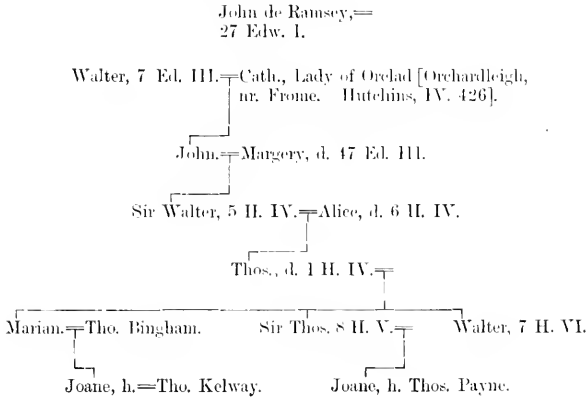 John de Ramsey,=
27 Edw. I.
Walter, 7 Ed. III.=Cath., Lady of Orclad [Orchardleigh,
nr. Frome. Hutchins, IV. 426].
John.=Margery, d. 47 Ed. III.
Sir Walter, 5 H. IV.=Alice, d. 6 H. IV.
Thos., d. 1 H. IV.=
Marian.=Tho. Bingham. Sir Thos. 8 H. V.= Walter, 7 H. VI.
Joane, h.=Tho. Kelway. Joane, h. Thos. Payne.